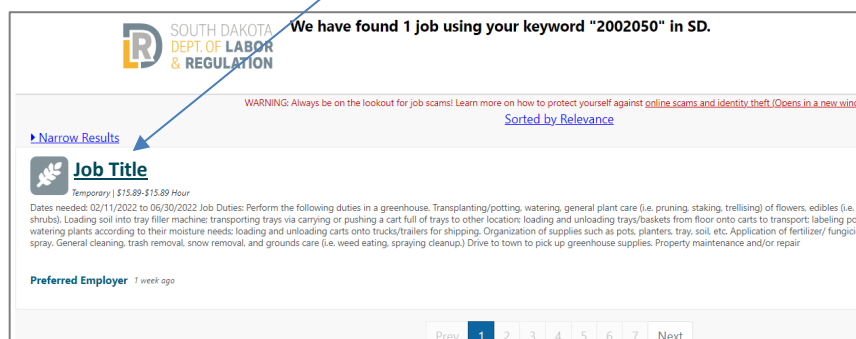 SOUTH DAKOTA
DEPT. OF LABOR
& REGULATION
We have found 1 job using your keyword "2002050" in SD.
WARNING: Always be on the lookout for job scams! Learn more on how to protect yourself against online scams and identity theft (Opens in a new
Sorted by Relevance
Narrow Results
Job Title
Temporary | $15.89-$15.89 Hour
Dates needed: 02/11/2022 to 06/30/2022 Job Duties: Perform the following duties in a greenhouse. Transplanting/potting, watering, general plant care (i.e. pruning, staking, trellising) of flowers, edibles (i.e.
shrubs). Loading soil into tray filler machine; transporting trays via carrying or pushing a cart full of trays to other location; loading and unloading trays/baskets from floor onto carts to transport; labeling
watering plants according to their moisture needs; loading and unloading carts onto trucks/trailers for shipping. Organization of supplies such as pots, planters, tray, soil, etc. Application of fertilizer/
spray. General cleaning, trash removal, snow removal, and grounds care (i.e. weed eating, spraying cleanup.) Drive to town to pick up greenhouse supplies. Property maintenance and/or repair
Preferred Employer 1 week ago
Prev 1 2 3 4 5 6 7 Next